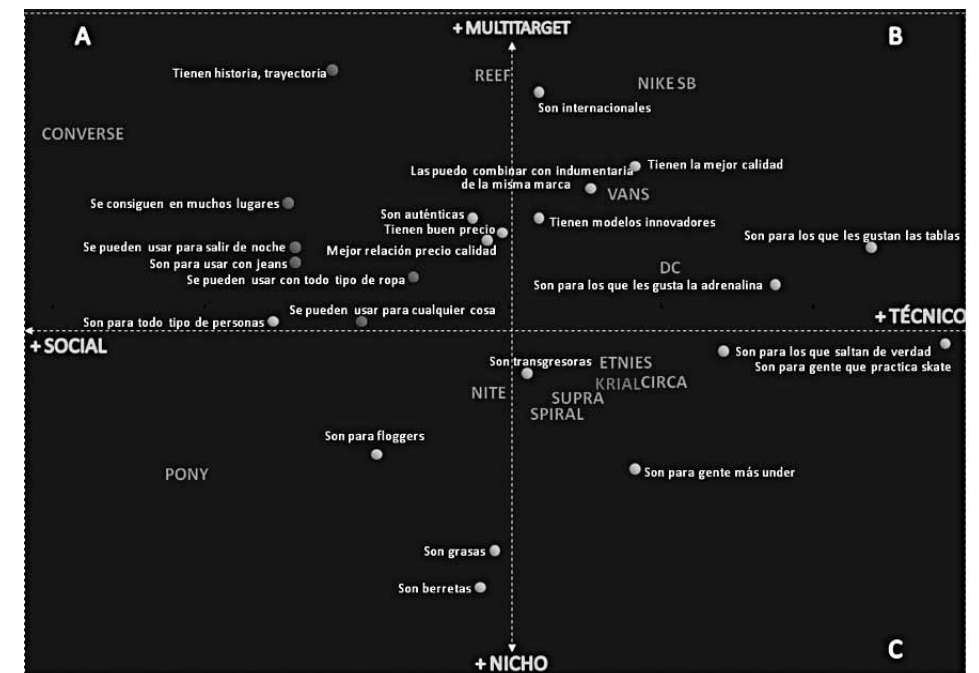 A
+ MULTITARGET
B
Tienen historia, trayectoria
REEF
NIKE SB
Son internacionales
CONVERSE
Las puedo combinar con indumentaria
de la misma marca
Tienen la mejor calidad
VANS
Se consiguen en muchos lugares
Son auténticas
Tienen buen precio
Tienen modelos innovadores
Mejor relación precio calidad
Son para los que les gustan las tablas
Se pueden usar para salir de noche
Son para usar con jeans
Se pueden usar con todo tipo de ropa
DC
Son para los que les gusta la adrenalina
Se pueden usar para cualquier cosa
Son para todo tipo de personas
+ TÉCNICO
+ SOCIAL
Son transgresoras
ETNIES
Son para los que saltan de verdad
Son para gente que practica skate
NITE
KRIAL
CIRCA
SUPRA
SPIRAL
Son para floggers
PONY
Son para gente más under
Son grasas
Son berretas
+ NICHO
C